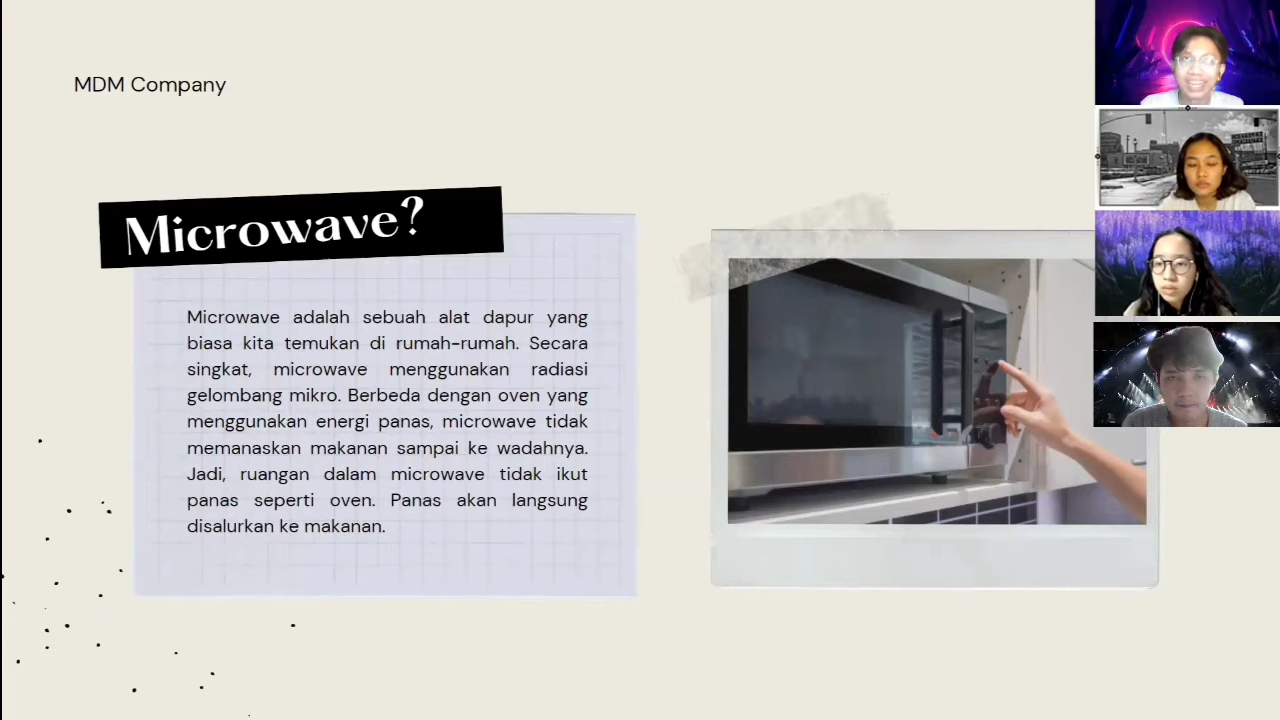 MDM Company
Microwave?
Microwave adalah sebuah alat dapur yang
biasa kita temukan di rumah-rumah. Secara
singkat, microwave menggunakan radiasi
gelombang mikro. Berbeda dengan oven yang
menggunakan energi panas, microwave tidak
memanaskan makanan sampai ke wadahnya.
Jadi, ruangan dalam microwave tidak ikut
panas seperti oven. Panas akan langsung
disalurkan ke makanan.